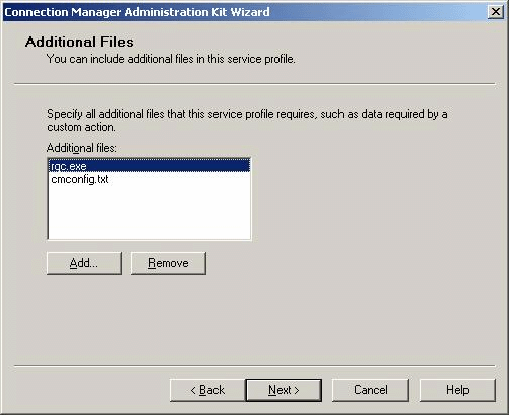 Connection Manager Administration Kit Wizard
Additional Files
You can include additional files in this service profile.
Specify all additional files that this service profile requires, such as data required by a
custom action.
Additional files:
rqc.exe
cmconfig.txt
Add...
Remove
< Back
Next >
Cancel
Help